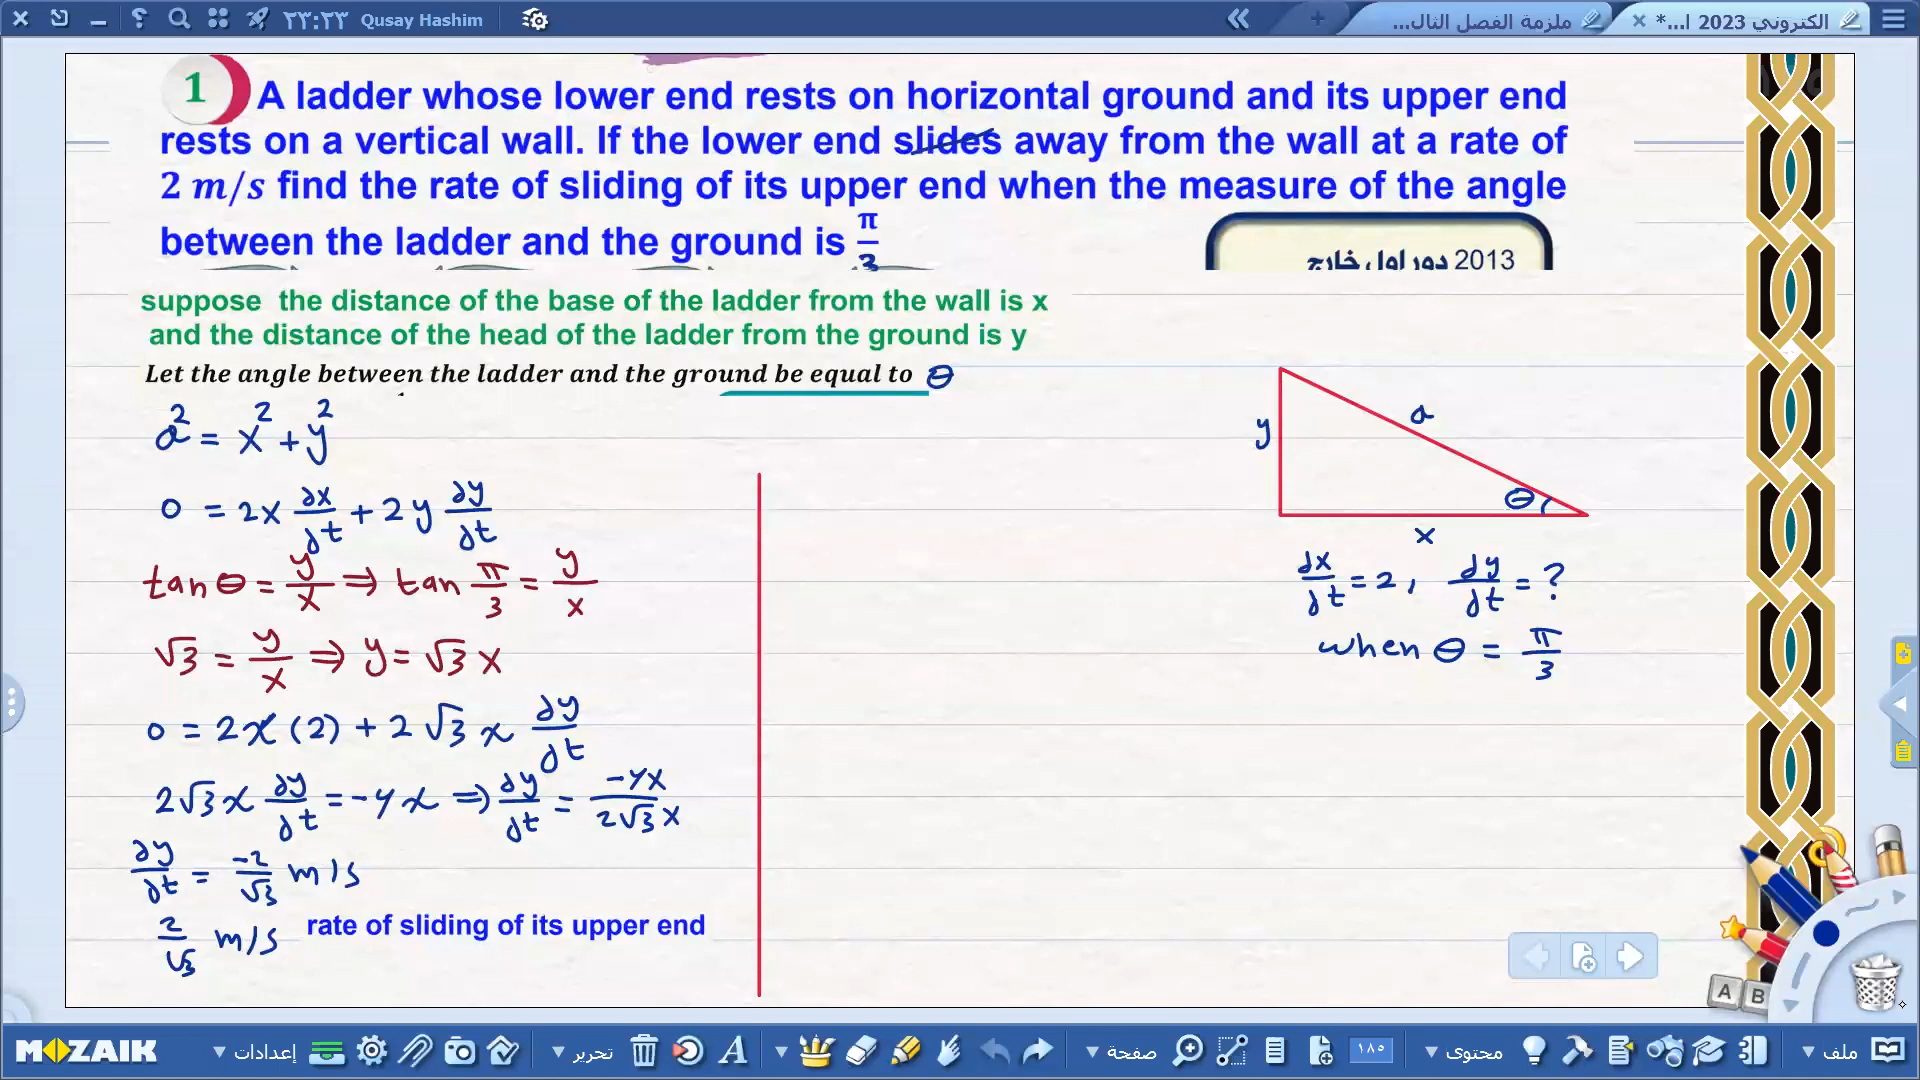 ٢٣:٢٣ Qusay Hashim
ملزمة الفصل الثال...
الكتروني 2023 ا...*
1 A ladder whose lower end rests on horizontal ground and its upper end
rests on a vertical wall. If the lower end slides away from the wall at a rate of
2 m/s find the rate of sliding of its upper end when the measure of the angle
between the ladder and the ground is π/3
2013 دور اول خارج
suppose the distance of the base of the ladder from the wall is x
and the distance of the head of the ladder from the ground is y
Let the angle between the ladder and the ground be equal to θ
a² = x² + y²
0 = 2x dx/dt + 2y dy/dt
tan θ = y/x ⇒ tan π/3 = y/x
√3 = y/x ⇒ y = √3 x
0 = 2x (2) + 2√3 x dy/dt
2√3 x dy/dt = -4x ⇒ dy/dt = -4x/2√3 x
dy/dt = -2/√3 m/s
2/√3 m/s rate of sliding of its upper end
y
a
θ
x
dx/dt = 2, dy/dt = ?
when θ = π/3
A B
MOZAIK
إعدادات
تحرير
A
صفحة
١٨٥
محتوى
ملف